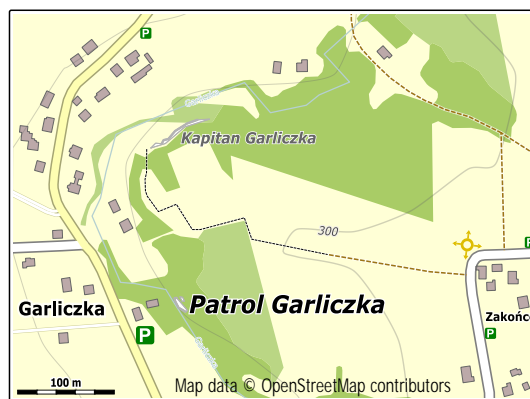 P
Kapitan Garliczka
300
P
Patrol Garliczka
Garliczka
P
Zakońc
P
100 m
Map data © OpenStreetMap contributors